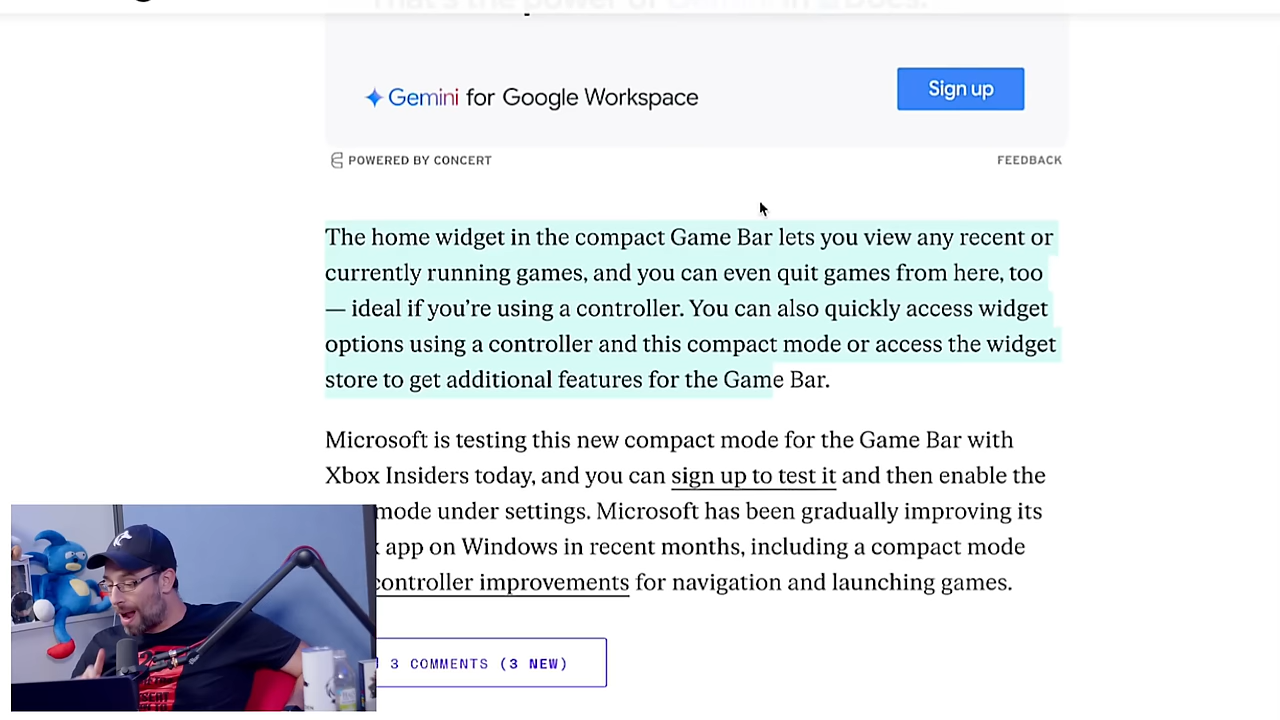 Gemini for Google Workspace
Sign up
POWERED BY CONCERT
FEEDBACK
The home widget in the compact Game Bar lets you view any recent or
currently running games, and you can even quit games from here, too
— ideal if you’re using a controller. You can also quickly access widget
options using a controller and this compact mode or access the widget
store to get additional features for the Game Bar.
Microsoft is testing this new compact mode for the Game Bar with
Xbox Insiders today, and you can sign up to test it and then enable the
mode under settings. Microsoft has been gradually improving its
app on Windows in recent months, including a compact mode
controller improvements for navigation and launching games.
3 COMMENTS (3 NEW)